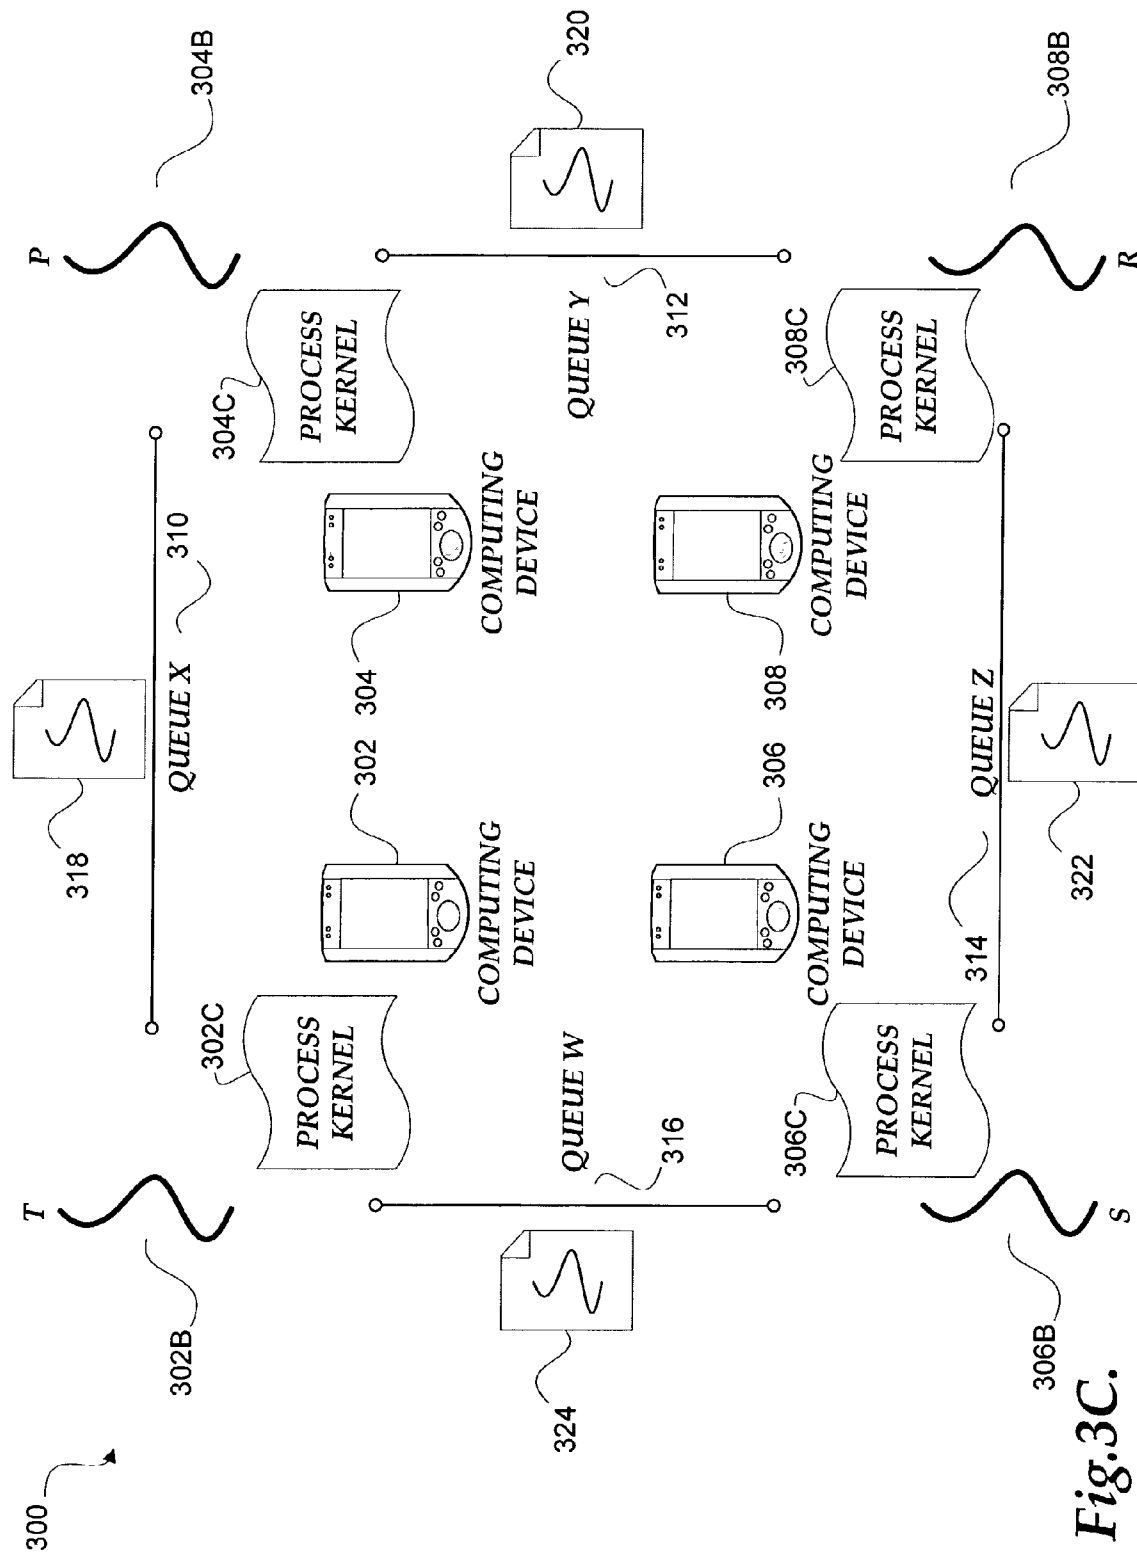 300
T
P
318
302B
QUEUE X
310
304B
302C
304C
PROCESS
KERNEL
PROCESS
KERNEL
302
304
COMPUTING
DEVICE
COMPUTING
DEVICE
324
QUEUE W
QUEUE Y
320
316
312
306
308
306C
308C
COMPUTING
DEVICE
COMPUTING
DEVICE
PROCESS
KERNEL
PROCESS
KERNEL
314
QUEUE Z
306B
308B
322
S
R
Fig.3C.